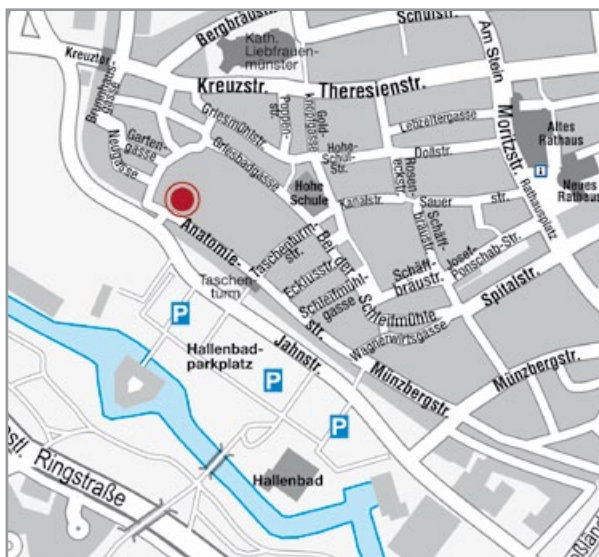 Bergbräustr.
Schulstr.
Am Stein
Kreuztor-
Kath.
Liebfrauen-
münster
Kreuzstr.
Theresienstr.
Griesmühlstr.
Poppen-
str.
Gold-
knopfgasse
Lebzeltergasse
Moritzstr.
Altes
Rathaus
Garten-
gasse
Neugasse
Griesbadgasse
Hohe-
Schul-
Str.
Dollstr.
i
Hohe
Schule
Rosen-
eckstr.
Kanalstr.
Sauer
str.
Rathausplatz
Neues
Rathaus
Anatomie-
str.
Taschenturm-
str.
Bei der
Schleifmühle
Schäff-
bräustr.
Schäff-
bräustr.
Josef-
Ponschab-Str.
Taschen-
turm
Ecklusstr.
Schleifmühl-
gasse
Spitalstr.
P
Wagnerwirtsgasse
Hallenbad-
parkplatz
Jahnstr.
Münzbergstr.
Münzbergstr.
P
P
Hallenbad
stl. Ringstraße